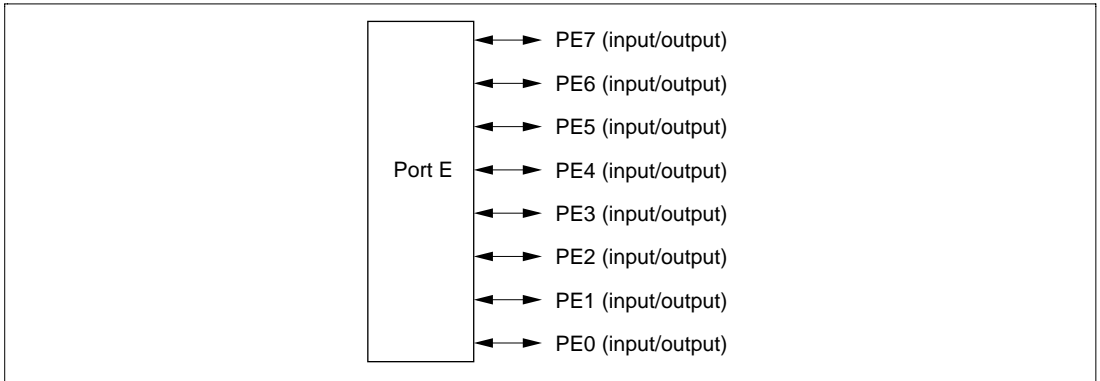 PE7 (input/output)
PE6 (input/output)
PE5 (input/output)
Port E
PE4 (input/output)
PE3 (input/output)
PE2 (input/output)
PE1 (input/output)
PE0 (input/output)